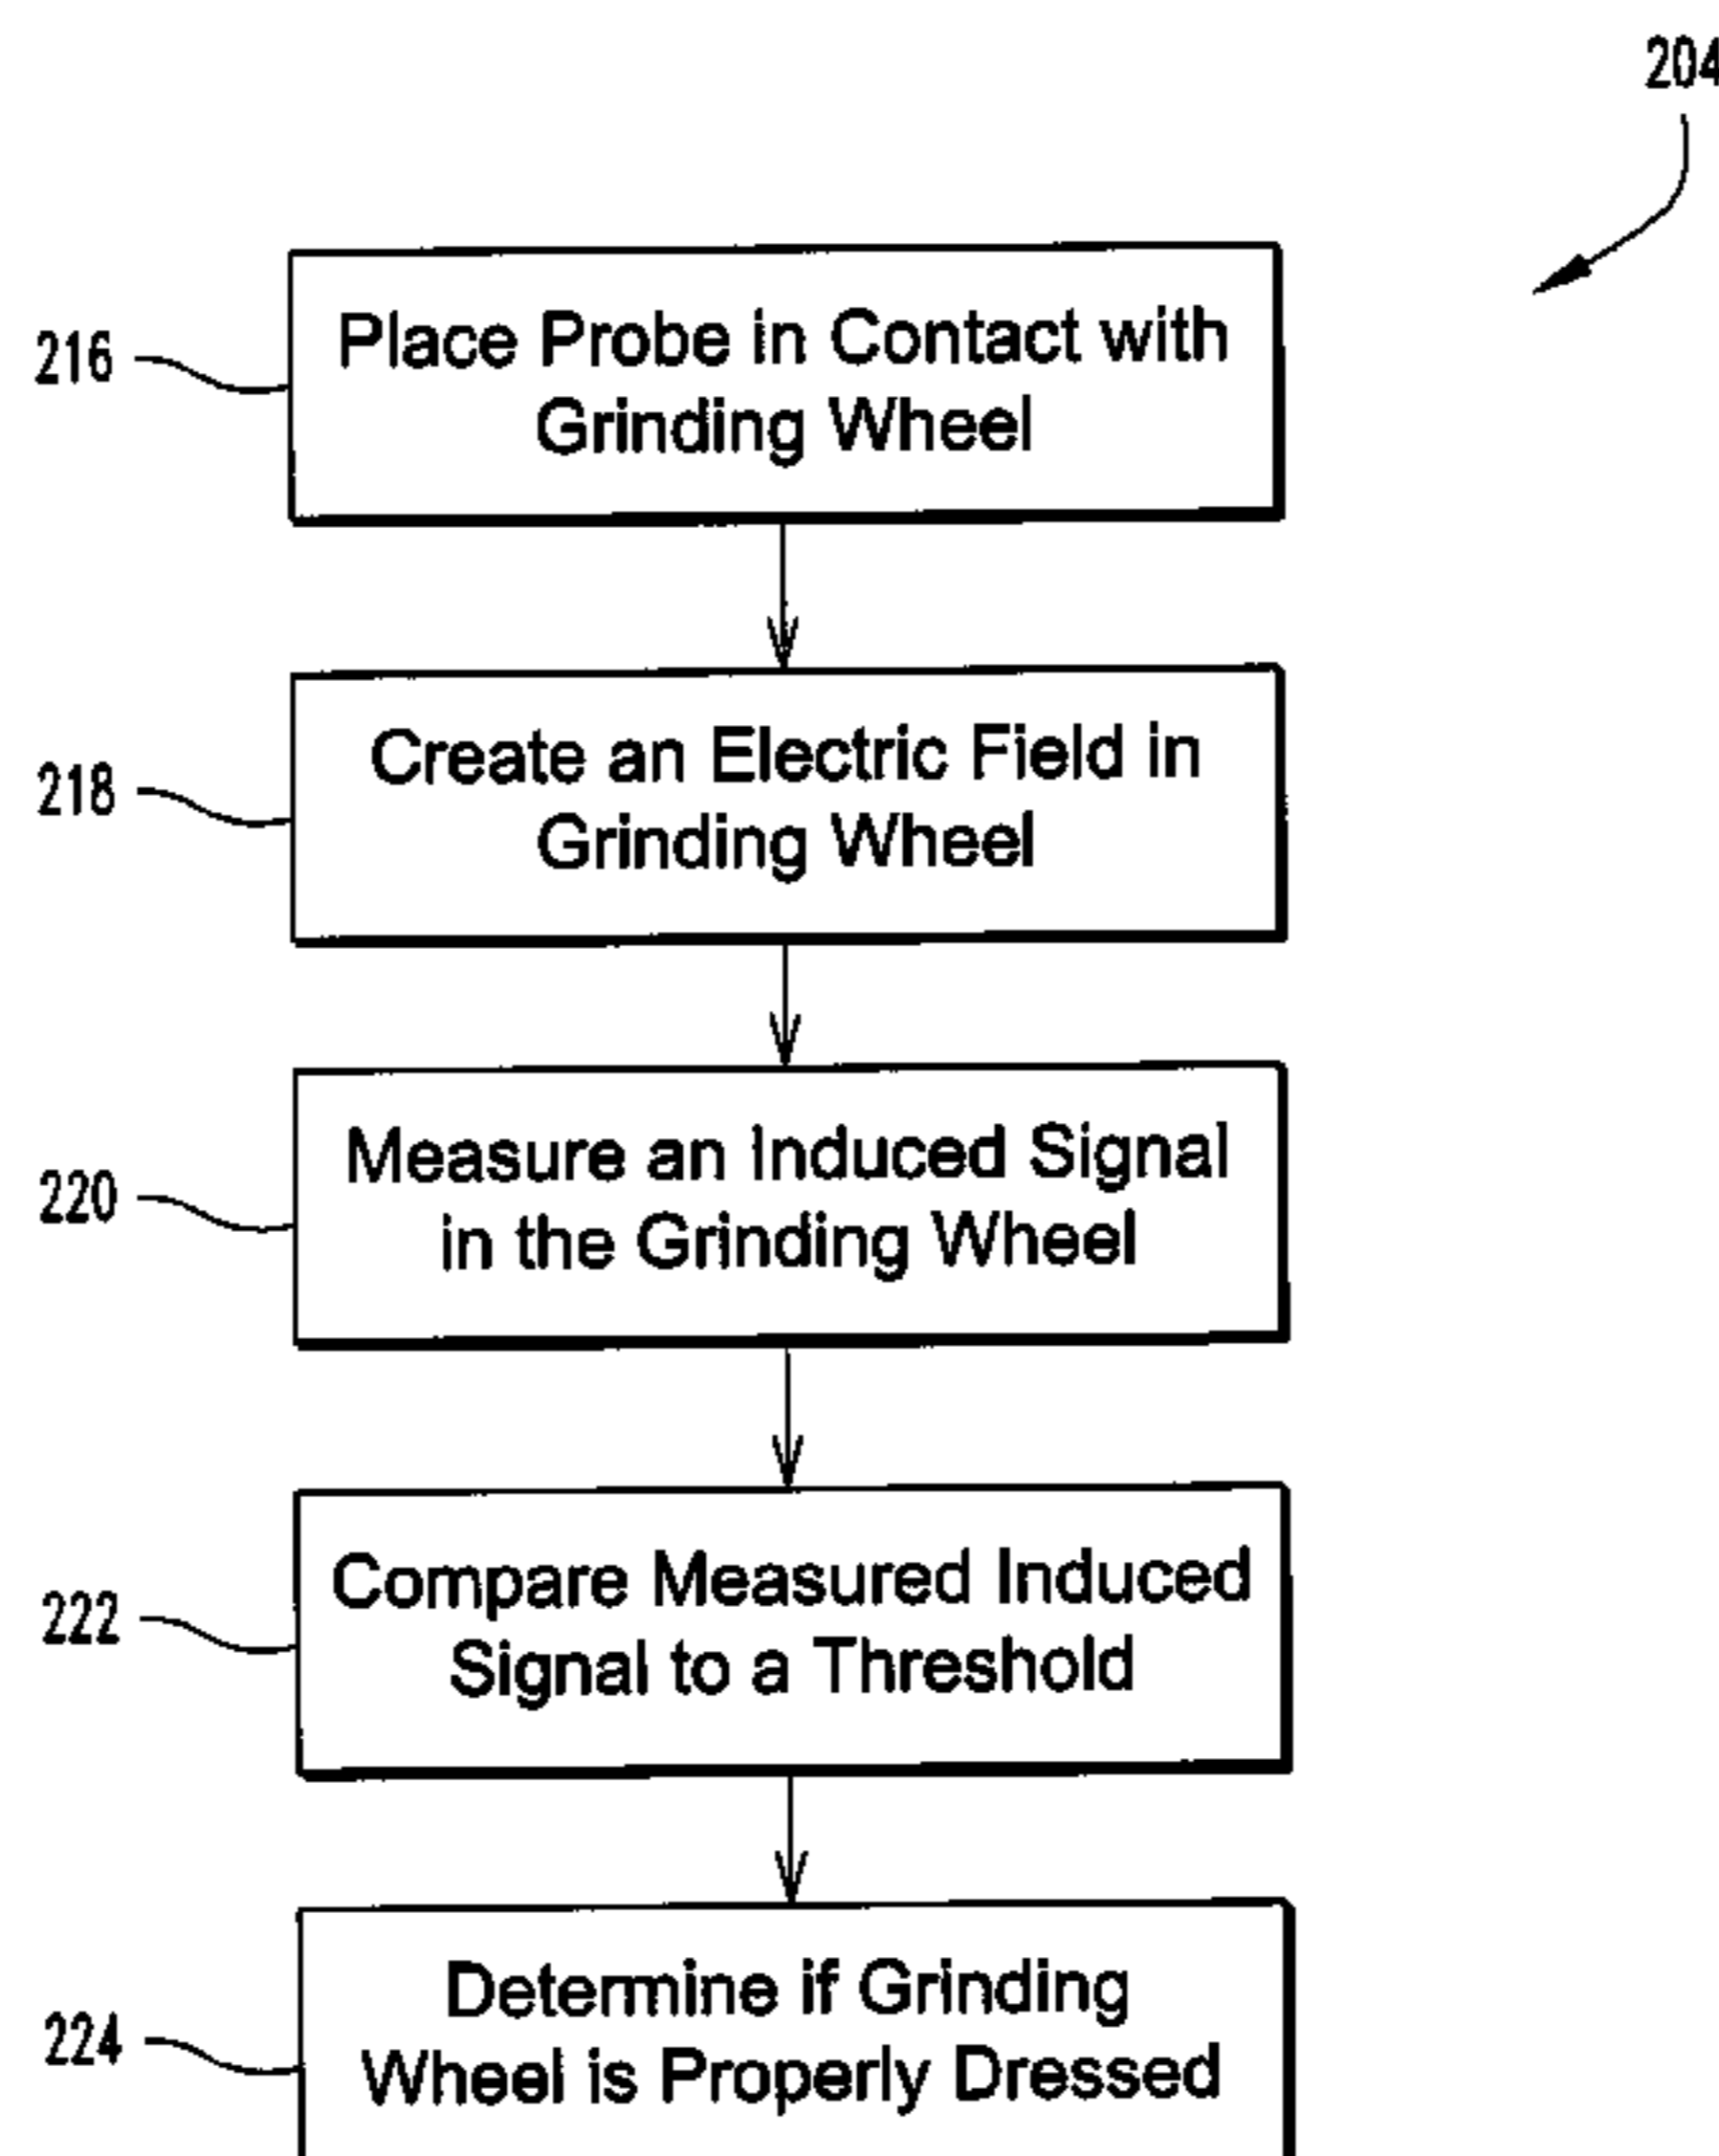 204
216
Place Probe in Contact with
Grinding Wheel
218
Create an Electric Field in
Grinding Wheel
220
Measure an Induced Signal
in the Grinding Wheel
222
Compare Measured Induced
Signal to a Threshold
224
Determine if Grinding
Wheel is Properly Dressed